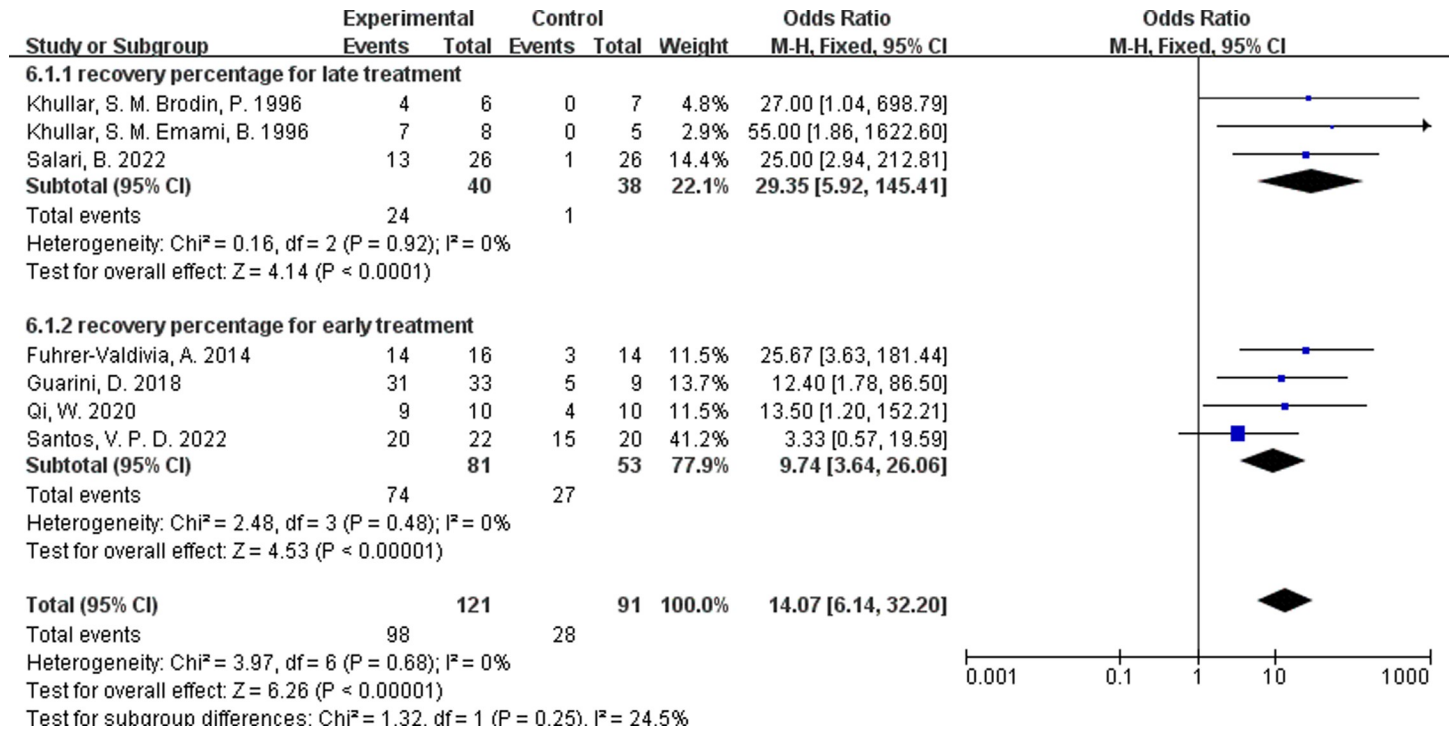 Experimental Control Odds Ratio Odds Ratio
Study or Subgroup Events Total Events Total Weight M-H, Fixed, 95% CI M-H, Fixed, 95% CI
6.1.1 recovery percentage for late treatment
Khullar, S. M. Brodin, P. 1996 4 6 0 7 4.8% 27.00 [1.04, 698.79]
Khullar, S. M. Emami, B. 1996 7 8 0 5 2.9% 55.00 [1.86, 1622.60]
Salari, B. 2022 13 26 1 26 14.4% 25.00 [2.94, 212.81]
Subtotal (95% CI) 40 38 22.1% 29.35 [5.92, 145.41]
Total events 24 1
Heterogeneity: Chi² = 0.16, df = 2 (P = 0.92); I² = 0%
Test for overall effect: Z = 4.14 (P < 0.0001)
6.1.2 recovery percentage for early treatment
Fuhrer-Valdivia, A. 2014 14 16 3 14 11.5% 25.67 [3.63, 181.44]
Guarini, D. 2018 31 33 5 9 13.7% 12.40 [1.78, 86.50]
Qi, W. 2020 9 10 4 10 11.5% 13.50 [1.20, 152.21]
Santos, V. P. D. 2022 20 22 15 20 41.2% 3.33 [0.57, 19.59]
Subtotal (95% CI) 81 53 77.9% 9.74 [3.64, 26.06]
Total events 74 27
Heterogeneity: Chi² = 2.48, df = 3 (P = 0.48); I² = 0%
Test for overall effect: Z = 4.53 (P < 0.00001)
Total (95% CI) 121 91 100.0% 14.07 [6.14, 32.20]
Total events 98 28
Heterogeneity: Chi² = 3.97, df = 6 (P = 0.68); I² = 0%
Test for overall effect: Z = 6.26 (P < 0.00001)
Test for subgroup differences: Chi² = 1.32, df = 1 (P = 0.25), I² = 24.5%
0.001 0.1 1 10 1000